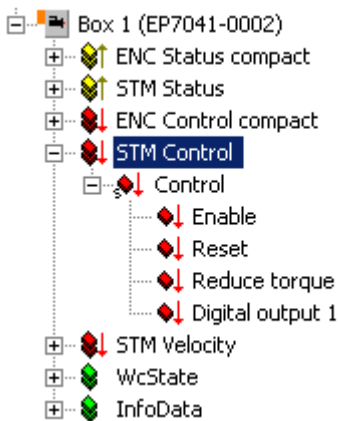 Box 1 (EP7041-0002)
ENC Status compact
STM Status
ENC Control compact
STM Control
Control
Enable
Reset
Reduce torque
Digital output 1
STM Velocity
WcState
InfoData